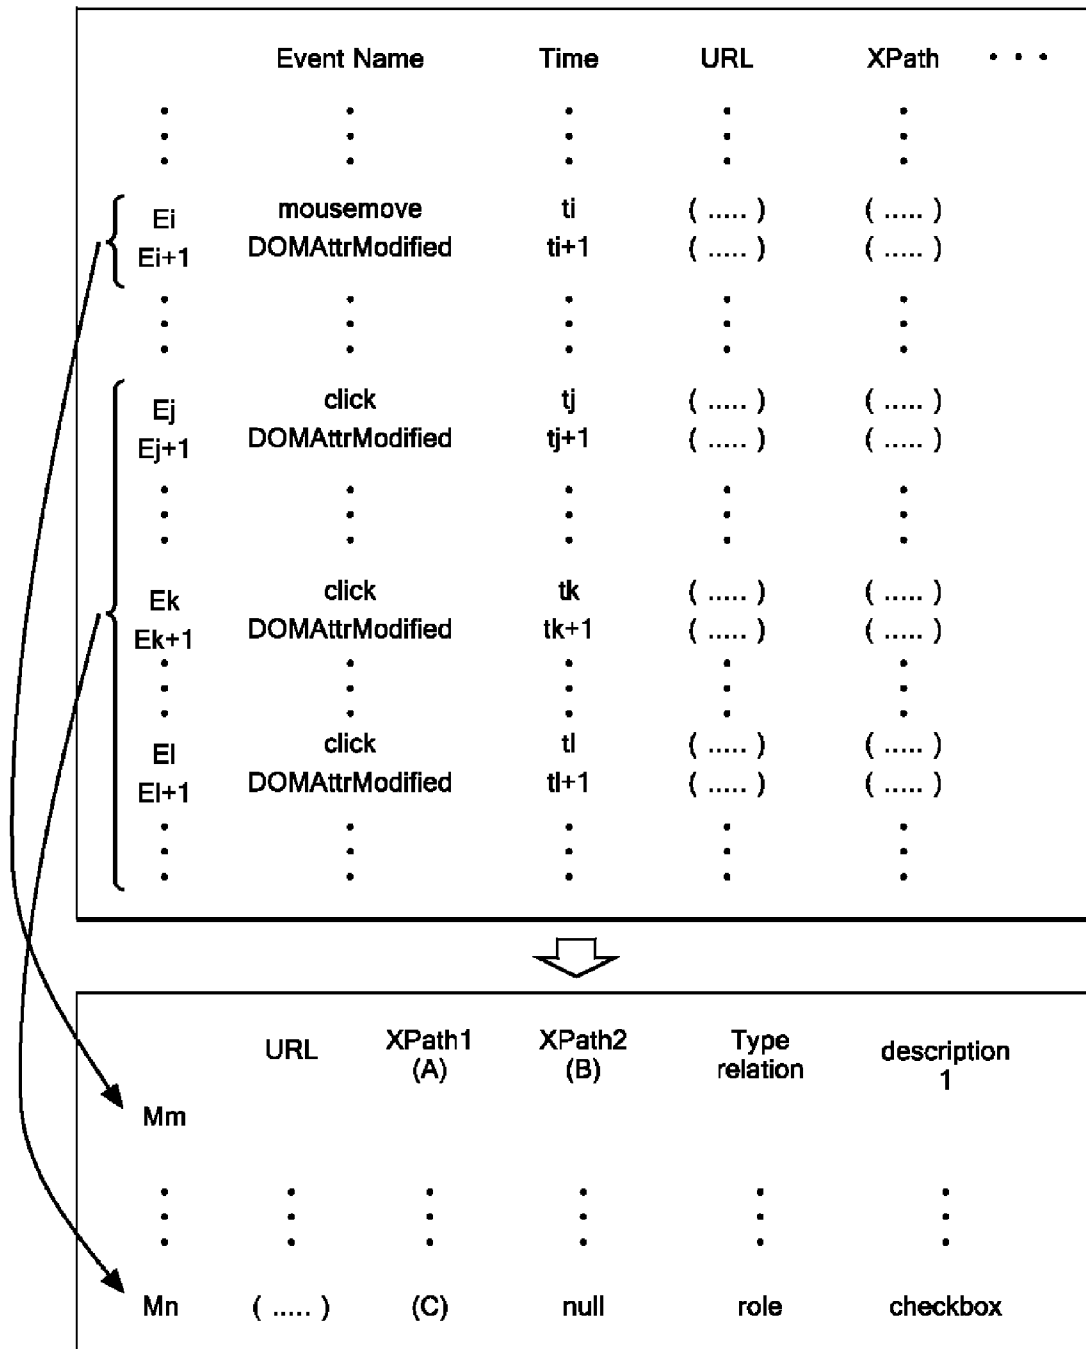 Event Name Time URL XPath . . .
Ei mousemove ti ( ..... ) ( ..... )
Ei+1 DOMAttrModified ti+1 ( ..... ) ( ..... )
Ej click tj ( ..... ) ( ..... )
Ej+1 DOMAttrModified tj+1 ( ..... ) ( ..... )
Ek click tk ( ..... ) ( ..... )
Ek+1 DOMAttrModified tk+1 ( ..... ) ( ..... )
El click tl ( ..... ) ( ..... )
El+1 DOMAttrModified tl+1 ( ..... ) ( ..... )
URL XPath1 XPath2 Type description
(A) (B) relation 1
Mm
Mn ( ..... ) (C) null role checkbox